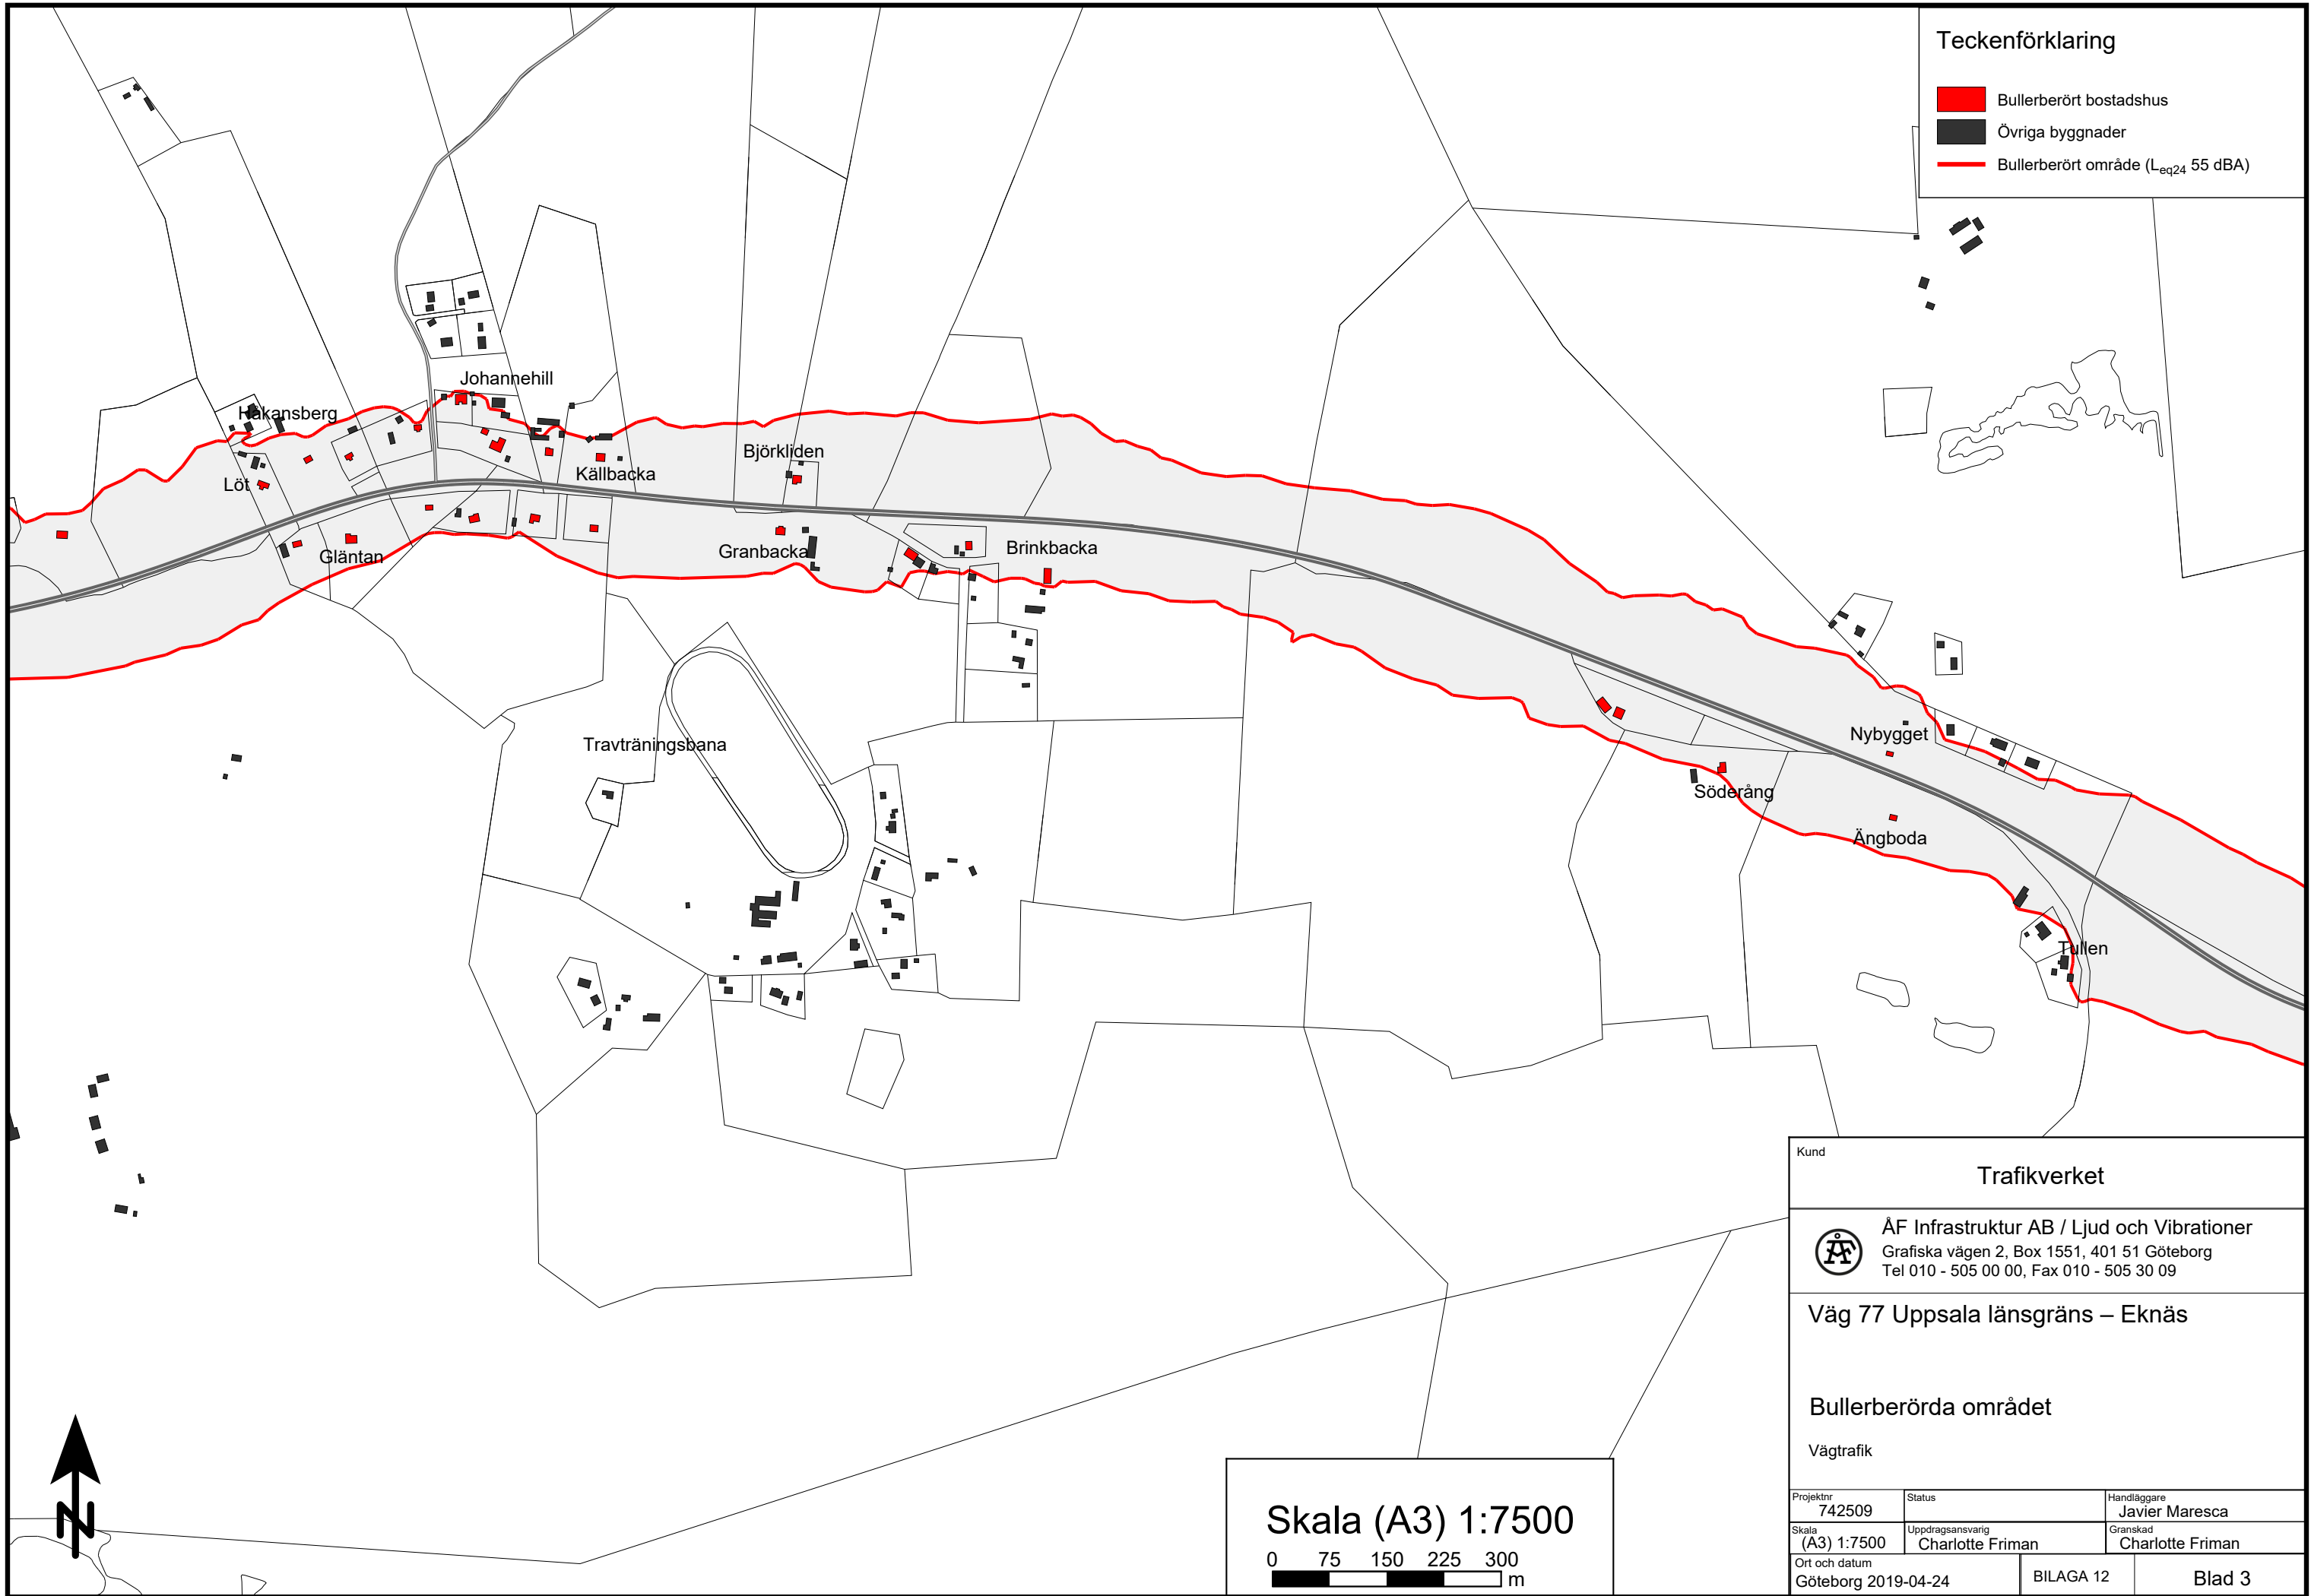 Teckenförklaring
Bullerberört bostadshus
Övriga byggnader
Bullerberört område (Leq24 55 dBA)
Johannehill
Håkansberg
Björkliden
Källbacka
Löt
Gläntan
Granbacka
Brinkbacka
Travträningsbana
Nybygget
Söderång
Ängboda
Tullen
Kund
Trafikverket
ÅF Infrastruktur AB / Ljud och Vibrationer
Grafiska vägen 2, Box 1551, 401 51 Göteborg
Tel 010 - 505 00 00, Fax 010 - 505 30 09
Väg 77 Uppsala länsgräns – Eknäs
Bullerberörda området
Vägtrafik
Projektnr
742509
Status
Handläggare
Javier Maresca
Skala
(A3) 1:7500
Uppdragsansvarig
Charlotte Friman
Granskad
Charlotte Friman
Ort och datum
Göteborg 2019-04-24
BILAGA 12
Blad 3
Skala (A3) 1:7500
0 75 150 225 300
m
N